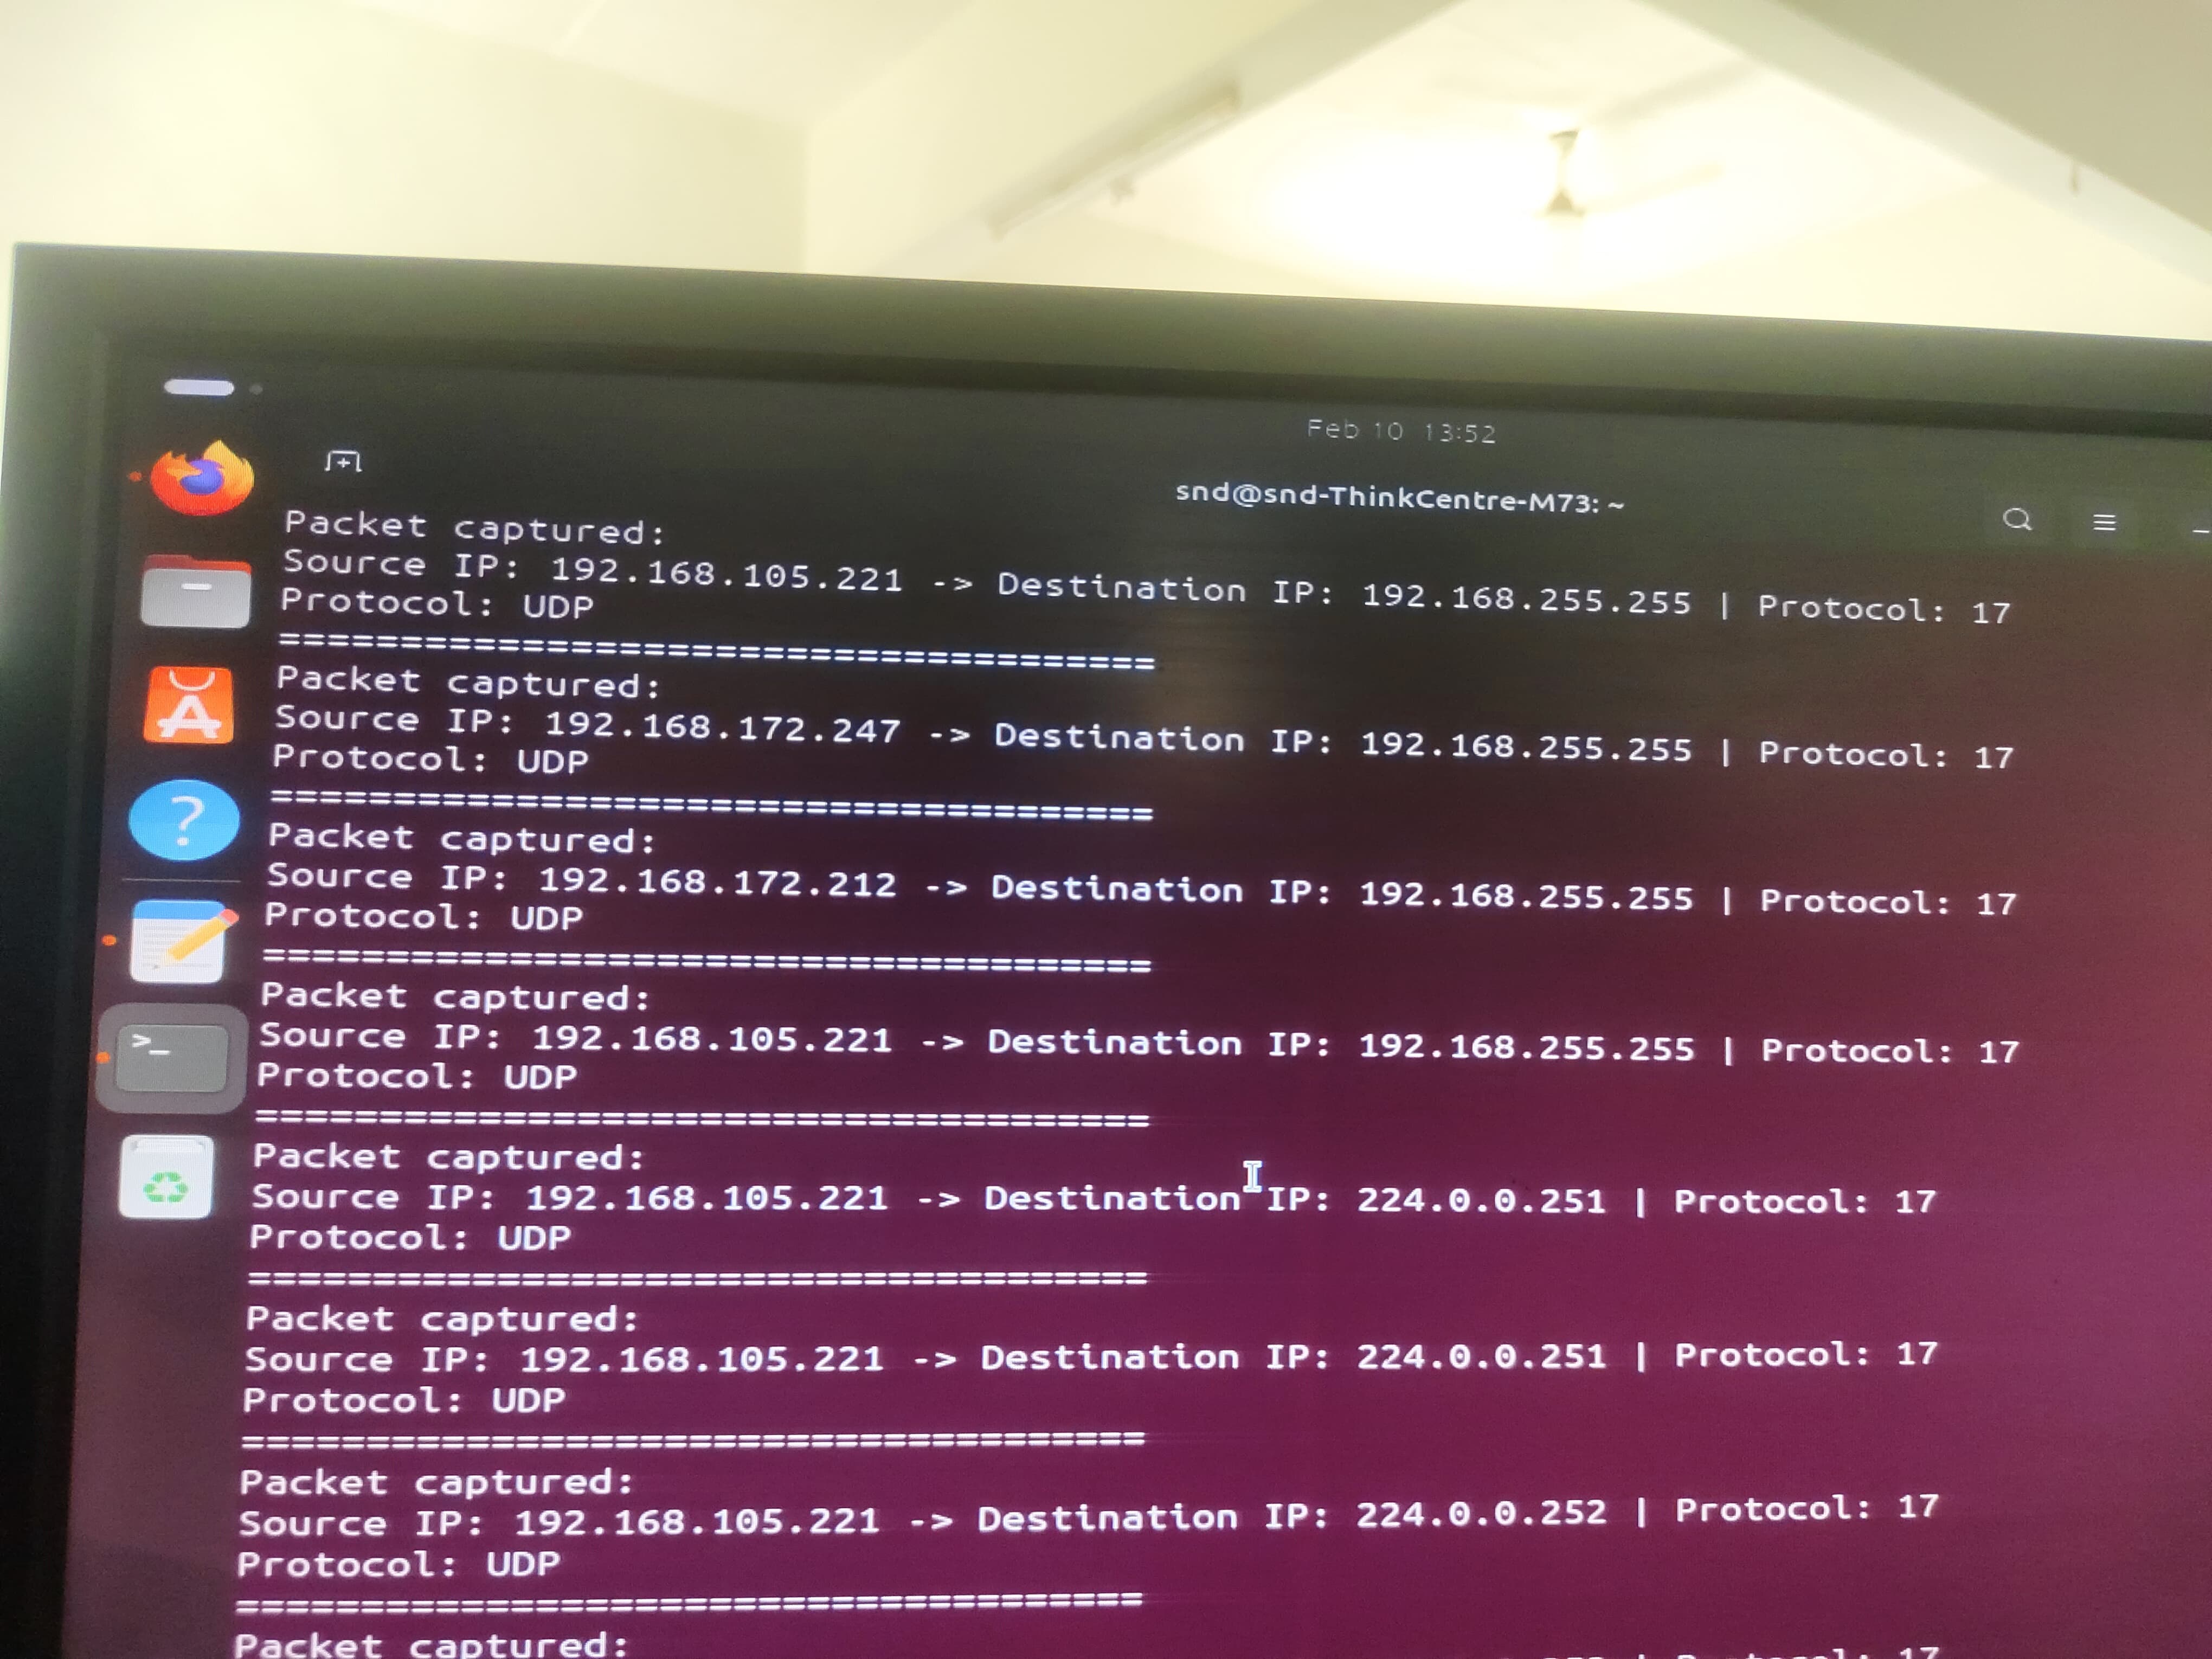 Feb 10 13:52
snd@snd-ThinkCentre-M73: ~
Packet captured:
Source IP: 192.168.105.221 -> Destination IP: 192.168.255.255 | Protocol: 17
Protocol: UDP
=======================================
Packet captured:
Source IP: 192.168.172.247 -> Destination IP: 192.168.255.255 | Protocol: 17
Protocol: UDP
=======================================
Packet captured:
Source IP: 192.168.172.212 -> Destination IP: 192.168.255.255 | Protocol: 17
Protocol: UDP
=======================================
Packet captured:
Source IP: 192.168.105.221 -> Destination IP: 192.168.255.255 | Protocol: 17
Protocol: UDP
=======================================
Packet captured:
Source IP: 192.168.105.221 -> Destination IP: 224.0.0.251 | Protocol: 17
Protocol: UDP
=======================================
Packet captured:
Source IP: 192.168.105.221 -> Destination IP: 224.0.0.251 | Protocol: 17
Protocol: UDP
=======================================
Packet captured:
Source IP: 192.168.105.221 -> Destination IP: 224.0.0.252 | Protocol: 17
Protocol: UDP
=======================================
Packet captured:
| Protocol: 17